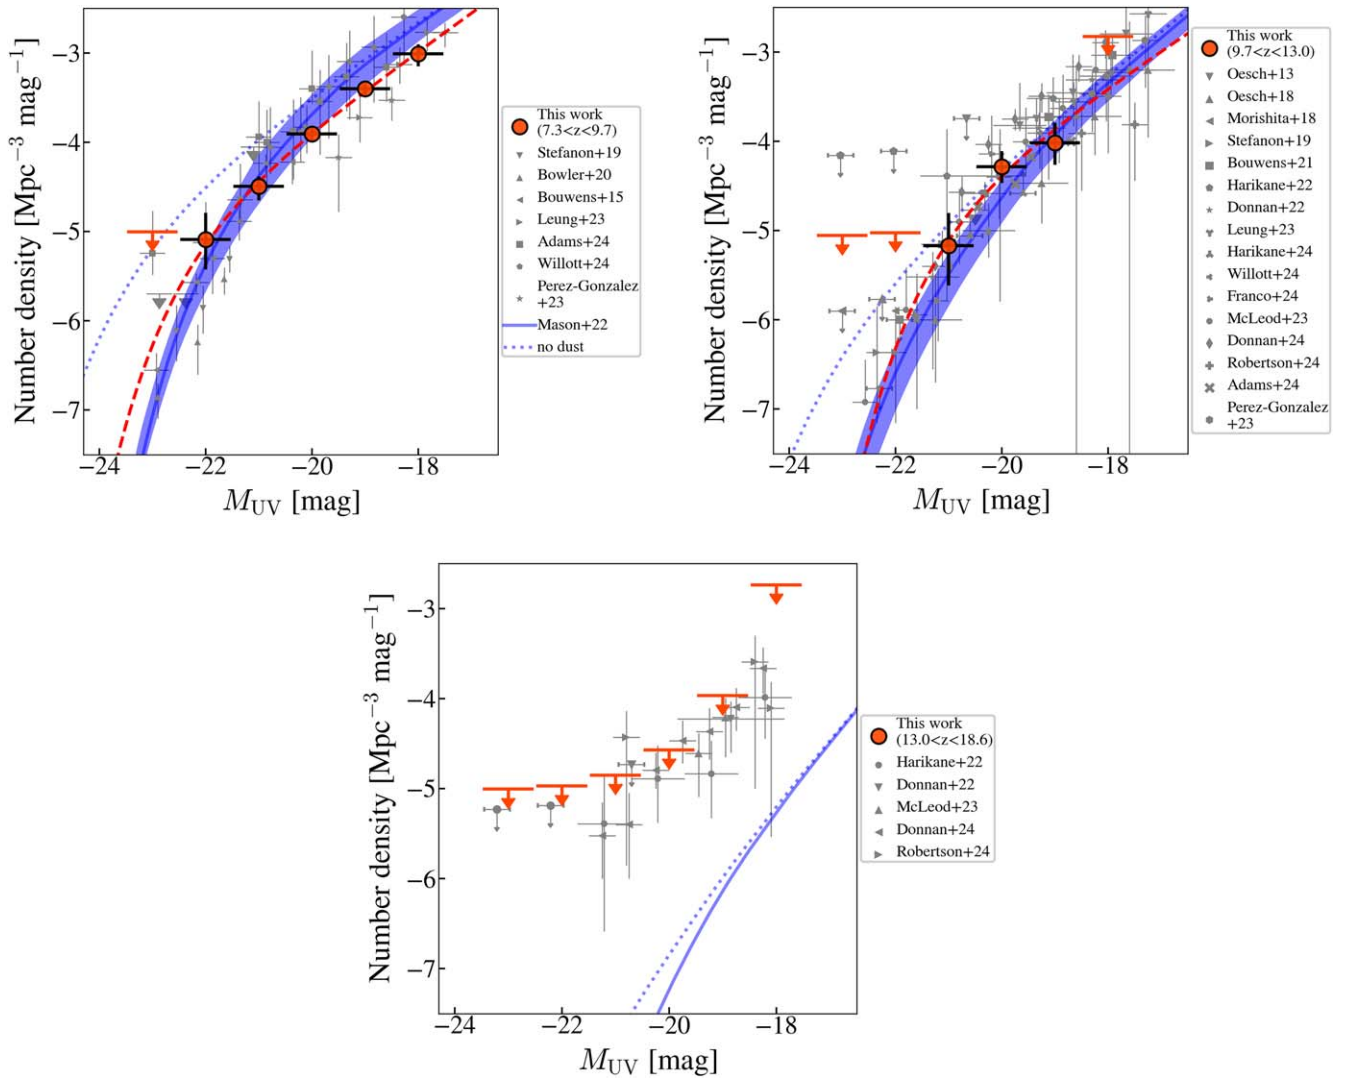 Number density [Mpc⁻³ mag⁻¹]
−3
−4
−5
−6
−7
−24
−22
−20
−18
M_UV [mag]
This work
(7.3<z<9.7)
Stefanon+19
Bowler+20
Bouwens+15
Leung+23
Adams+24
Willott+24
Perez-Gonzalez
+23
Mason+22
no dust
Number density [Mpc⁻³ mag⁻¹]
−3
−4
−5
−6
−7
−24
−22
−20
−18
M_UV [mag]
This work
(9.7<z<13.0)
Oesch+13
Oesch+18
Morishita+18
Stefanon+19
Bouwens+21
Harikane+22
Donnan+22
Leung+23
Harikane+24
Willott+24
Franco+24
McLeod+23
Donnan+24
Robertson+24
Adams+24
Perez-Gonzalez
+23
Number density [Mpc⁻³ mag⁻¹]
−3
−4
−5
−6
−7
−24
−22
−20
−18
M_UV [mag]
This work
(13.0<z<18.6)
Harikane+22
Donnan+22
McLeod+23
Donnan+24
Robertson+24